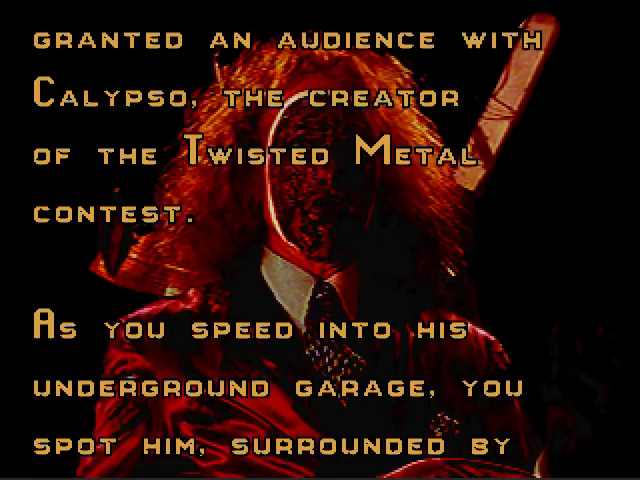 GRANTED AN AUDIENCE WITH
CALYPSO, THE CREATOR
OF THE TWISTED METAL
CONTEST.
AS YOU SPEED INTO HIS
UNDERGROUND GARAGE, YOU
SPOT HIM, SURROUNDED BY